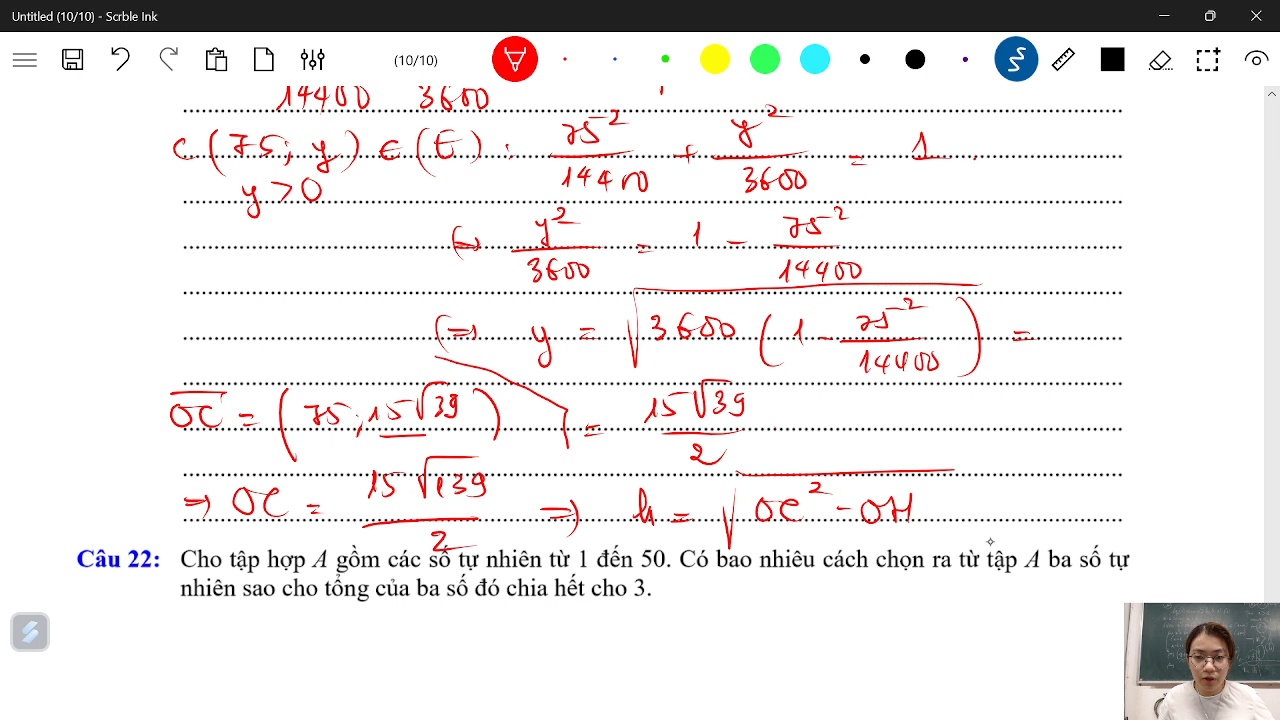 Untitled (10/10) - Scrble Ink
(10/10)
14400 3600
C (75; y) ∈ (E) : 75²/14400 + y²/3600 = 1.
y > 0
⇔ y²/3600 = 1 - 75²/14400
⇔ y = √(3600 (1 - 75²/14400)) =
OC = (75; 15√39) = 15√39/2
⇒ OC = 15√139/2 ⇒ h = √(OC² - OH
Câu 22: Cho tập hợp A gồm các số tự nhiên từ 1 đến 50. Có bao nhiêu cách chọn ra từ tập A ba số tự
nhiên sao cho tổng của ba số đó chia hết cho 3.